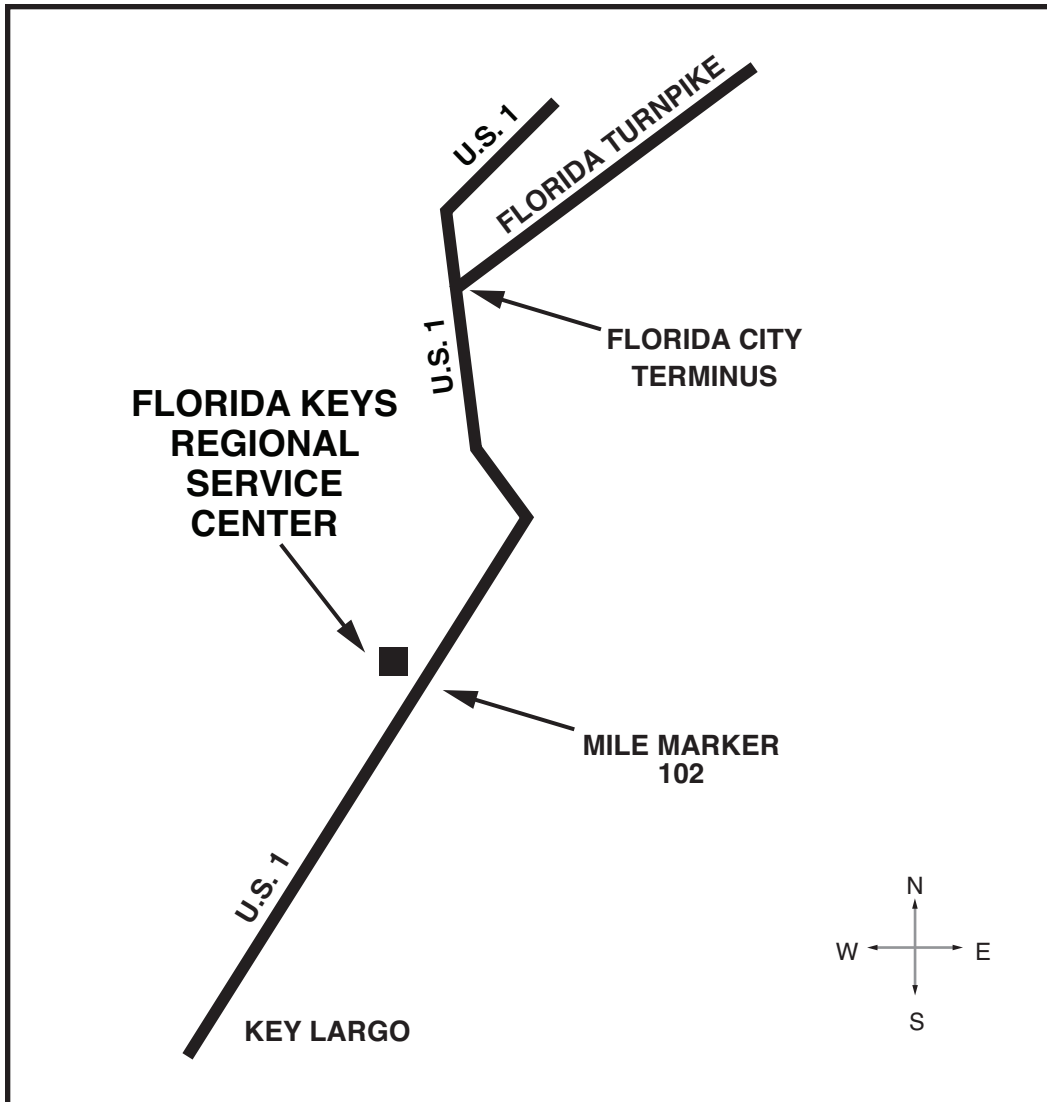 U.S. 1
FLORIDA TURNPIKE
U.S. 1
FLORIDA CITY
TERMINUS
FLORIDA KEYS
REGIONAL
SERVICE
CENTER
MILE MARKER
102
U.S. 1
KEY LARGO
N
W
E
S